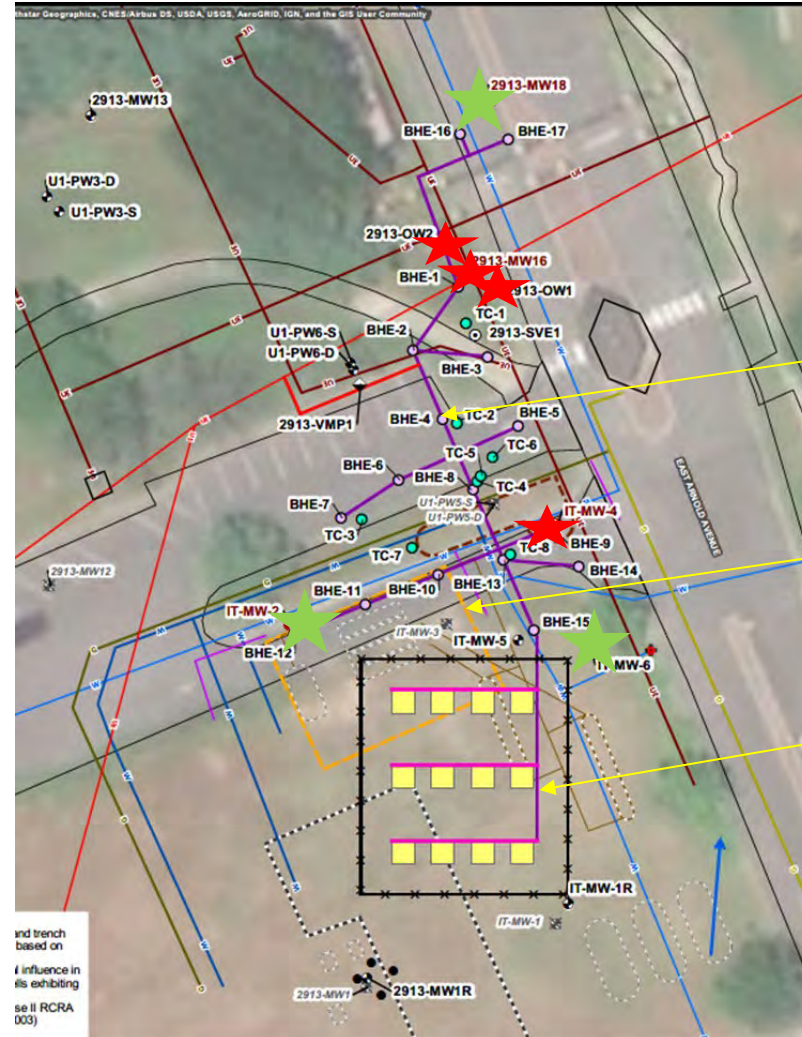 thstar Geographics, CNES/Airbus DS, USDA, USGS, AeroGRID, IGN, and the GIS User Community
2913-MW18
2913-MW13
BHE-16
BHE-17
U1-PW3-D
U1-PW3-S
2913-OW2
2913-MW16
BHE-1
2913-OW1
TC-1
2913-SVE1
BHE-2
U1-PW6-S
U1-PW6-D
BHE-3
2913-VMP1
BHE-4
TC-2
BHE-5
TC-6
TC-5
BHE-6
BHE-8
TC-4
BHE-7
U1-PW5-S
U1-PW5-D
TC-3
IT-MW-4
EAST ARNOLD AVENUE
TC-7
TC-8
BHE-9
2913-MW12
BHE-14
BHE-10
BHE-13
BHE-11
IT-MW-2
BHE-15
IT-MW-3
IT-MW-5
BHE-12
IT-MW-6
IT-MW-1R
IT-MW-1
2913-MW1
2913-MW1R
and trench
based on
l influence in
ells exhibiting
se II RCRA
003)